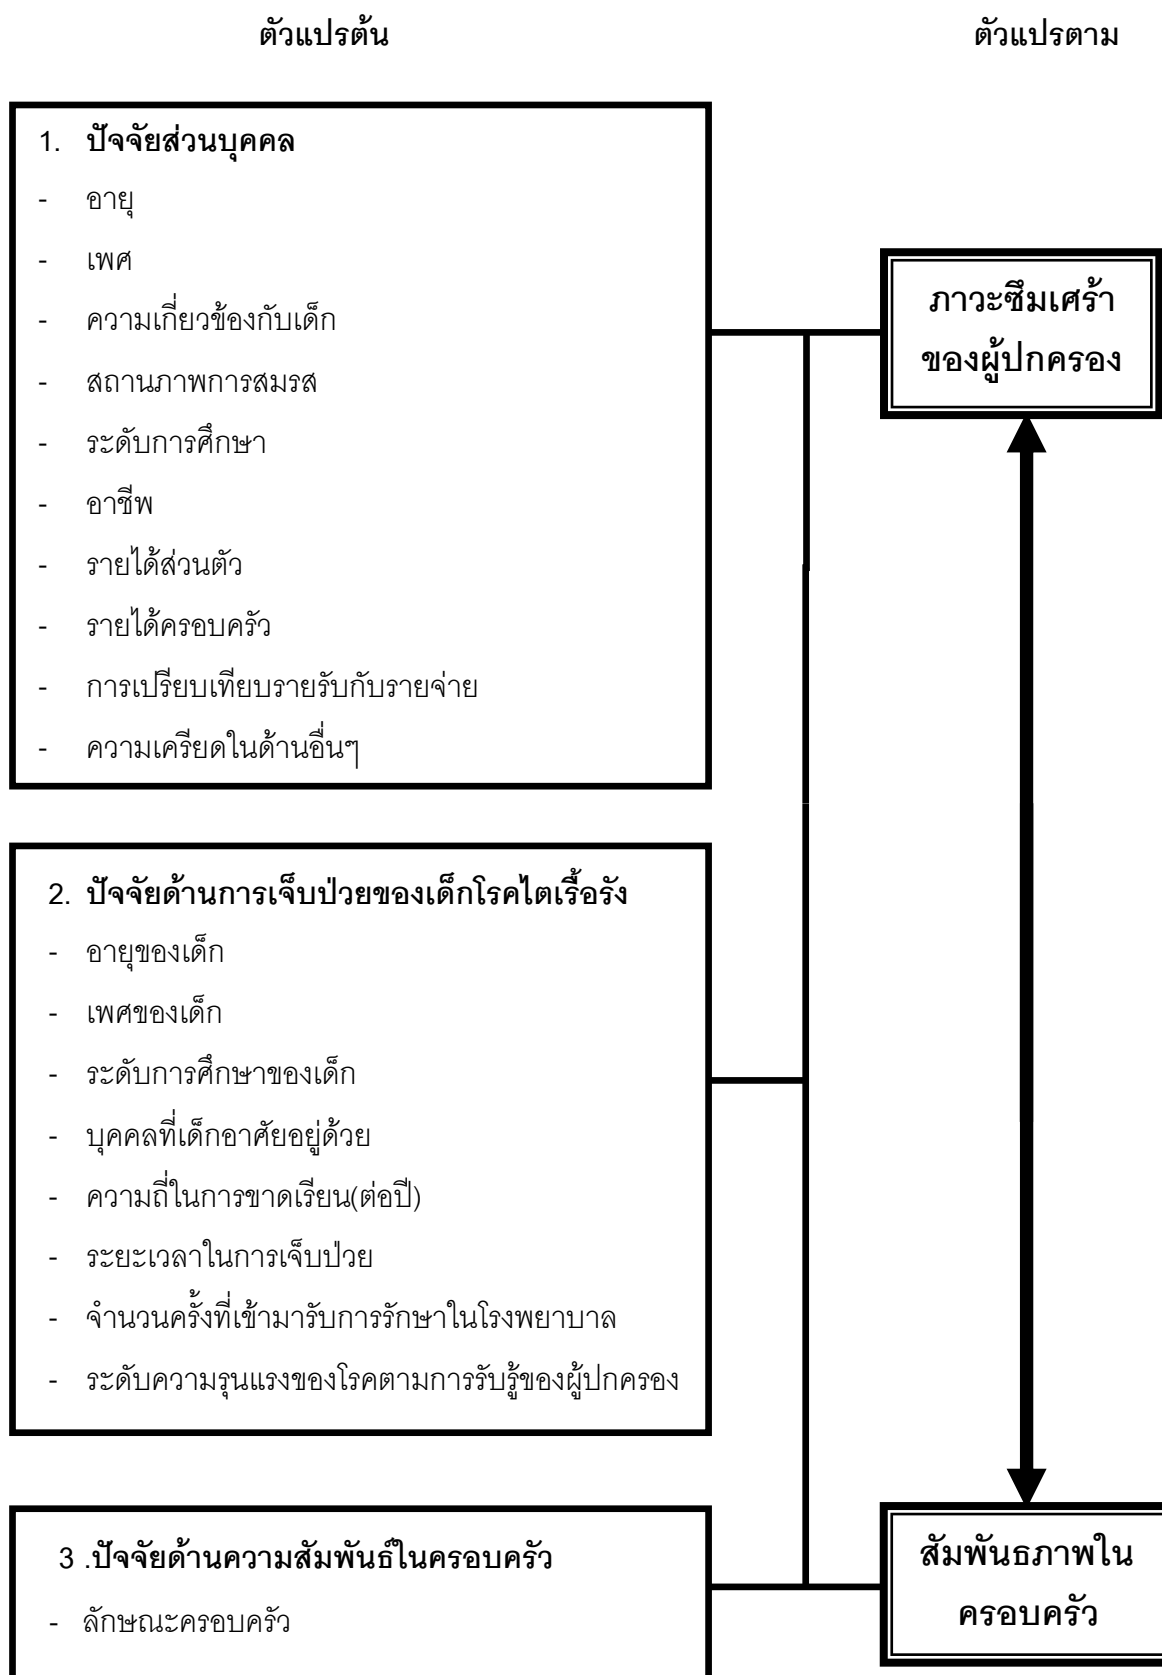 ตัวแปรต้น
ตัวแปรตาม
1. ปัจจัยส่วนบุคคล
- อายุ
- เพศ
- ความเกี่ยวข้องกับเด็ก
- สถานภาพการสมรส
- ระดับการศึกษา
- อาชีพ
- รายได้ส่วนตัว
- รายได้ครอบครัว
- การเปรียบเทียบรายรับกับรายจ่าย
- ความเครียดในด้านอื่นๆ
ภาวะซึมเศร้า
ของผู้ปกครอง
2. ปัจจัยด้านการเจ็บป่วยของเด็กโรคไตเรื้อรัง
- อายุของเด็ก
- เพศของเด็ก
- ระดับการศึกษาของเด็ก
- บุคคลที่เด็กอาศัยอยู่ด้วย
- ความถี่ในการขาดเรียน(ต่อปี)
- ระยะเวลาในการเจ็บป่วย
- จำนวนครั้งที่เข้ามารับการรักษาในโรงพยาบาล
- ระดับความรุนแรงของโรคตามการรับรู้ของผู้ปกครอง
3 .ปัจจัยด้านความสัมพันธ์ในครอบครัว
- ลักษณะครอบครัว
สัมพันธภาพใน
ครอบครัว